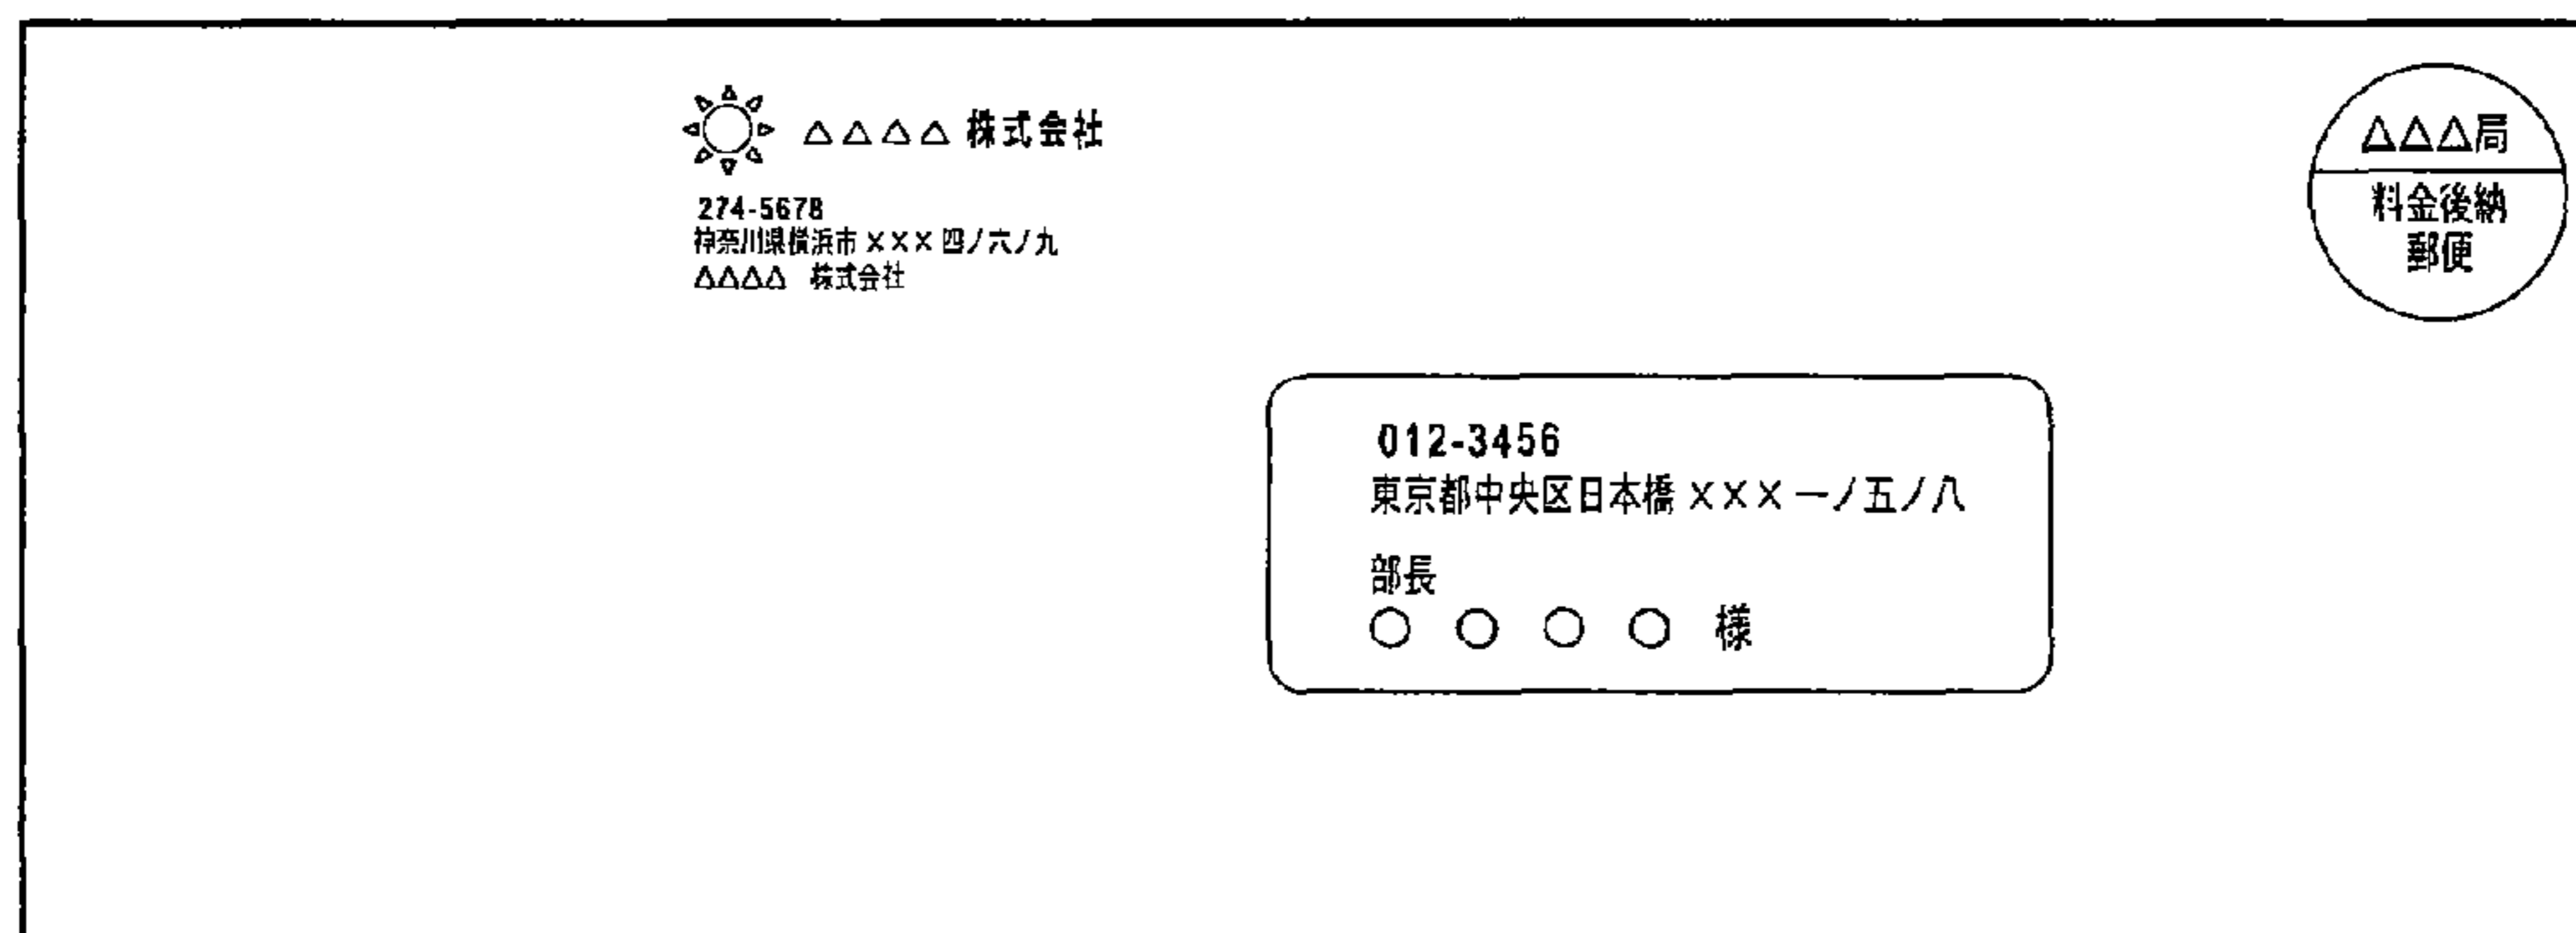 △△△△ 株式会社
274-5678
神奈川県横浜市×××四ノ六ノ九
△△△△ 株式会社
△△△局
料金後納
郵便
012-3456
東京都中央区日本橋×××一ノ五ノ八
部長
○ ○ ○ ○ 様